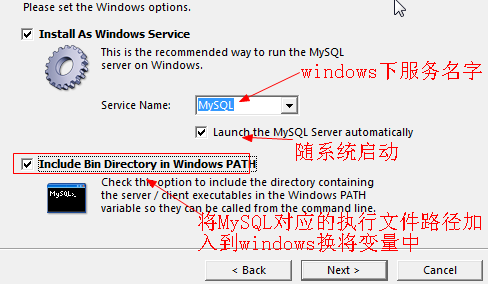 Please set the Windows options.
Install As Windows Service
This is the recommended way to run the MySQL
server on Windows.
windows下服务名字
Service Name:
MySQL
Launch the MySQL Server automatically
随系统启动
Include Bin Directory in Windows PATH
Check this option to include the directory containing
the server / client executables in the Windows PATH
variable so they can be called from the command line.
MySQL
将MySQL对应的执行文件路径加
入到windows换将变量中
< Back
Next >
Cancel